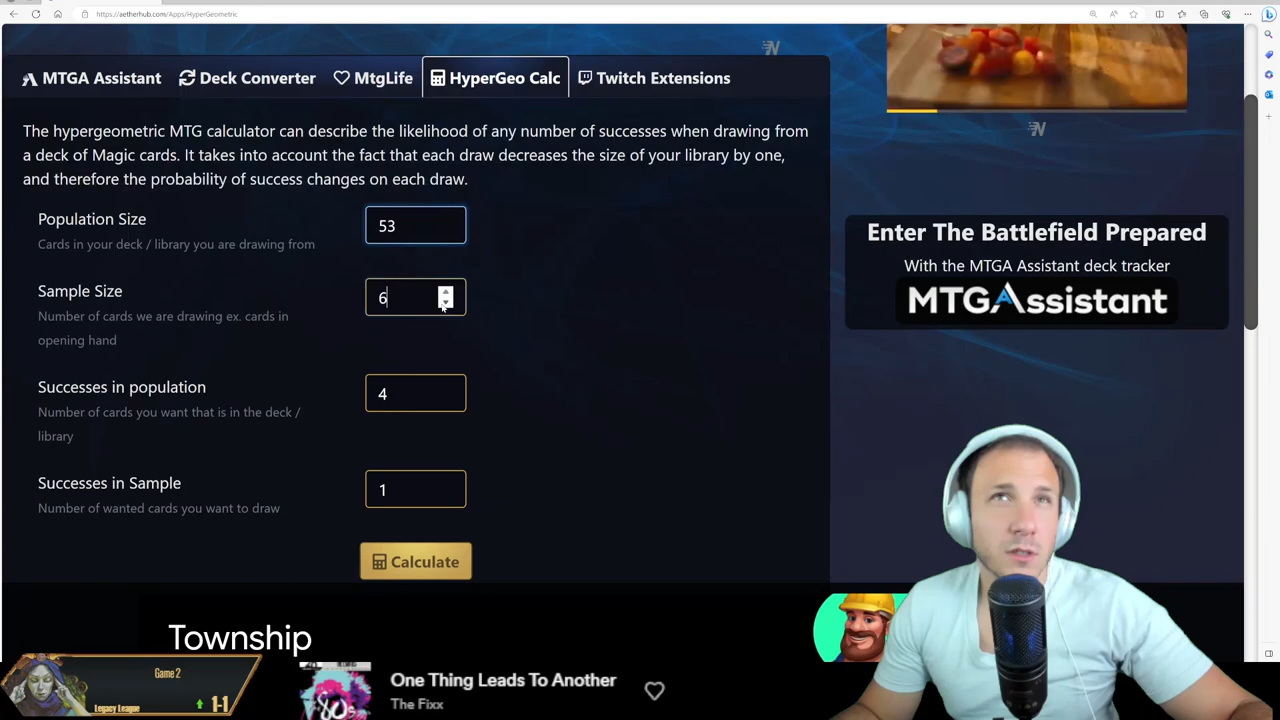 https://aetherhub.com/Apps/HyperGeometric
MTGA Assistant
Deck Converter
MtgLife
HyperGeo Calc
Twitch Extensions
The hypergeometric MTG calculator can describe the likelihood of any number of successes when drawing from
a deck of Magic cards. It takes into account the fact that each draw decreases the size of your library by one,
and therefore the probability of success changes on each draw.
Population Size
53
Cards in your deck / library you are drawing from
Sample Size
6
Number of cards we are drawing ex. cards in
opening hand
Successes in population
4
Number of cards you want that is in the deck /
library
Successes in Sample
1
Number of wanted cards you want to draw
Calculate
Enter The Battlefield Prepared
With the MTGA Assistant deck tracker
MTGAssistant
Township
Game 2
Legacy League
1-1
One Thing Leads To Another
The Fixx